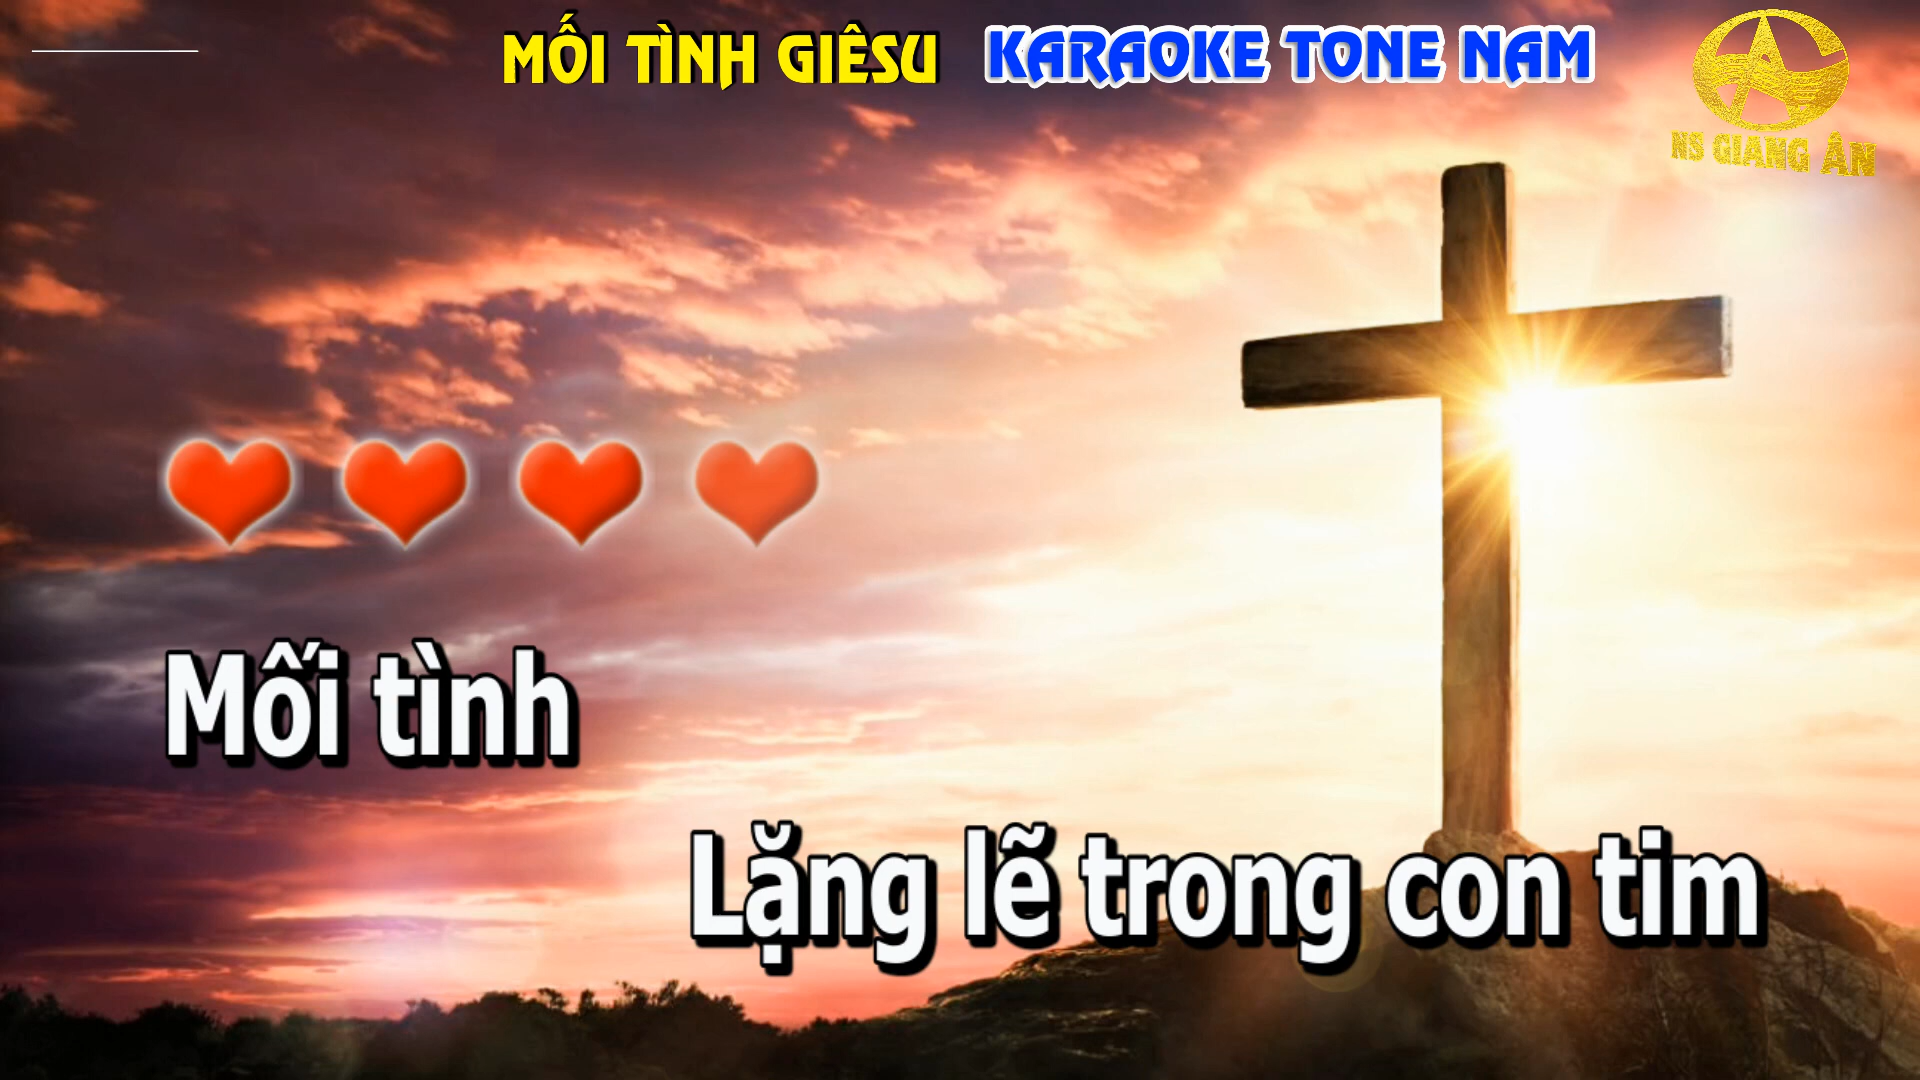 MỐI TÌNH GIÊSU KARAOKE TONE NAM
NS GIANG ÂN
Mối tình
Lặng lẽ trong con tim